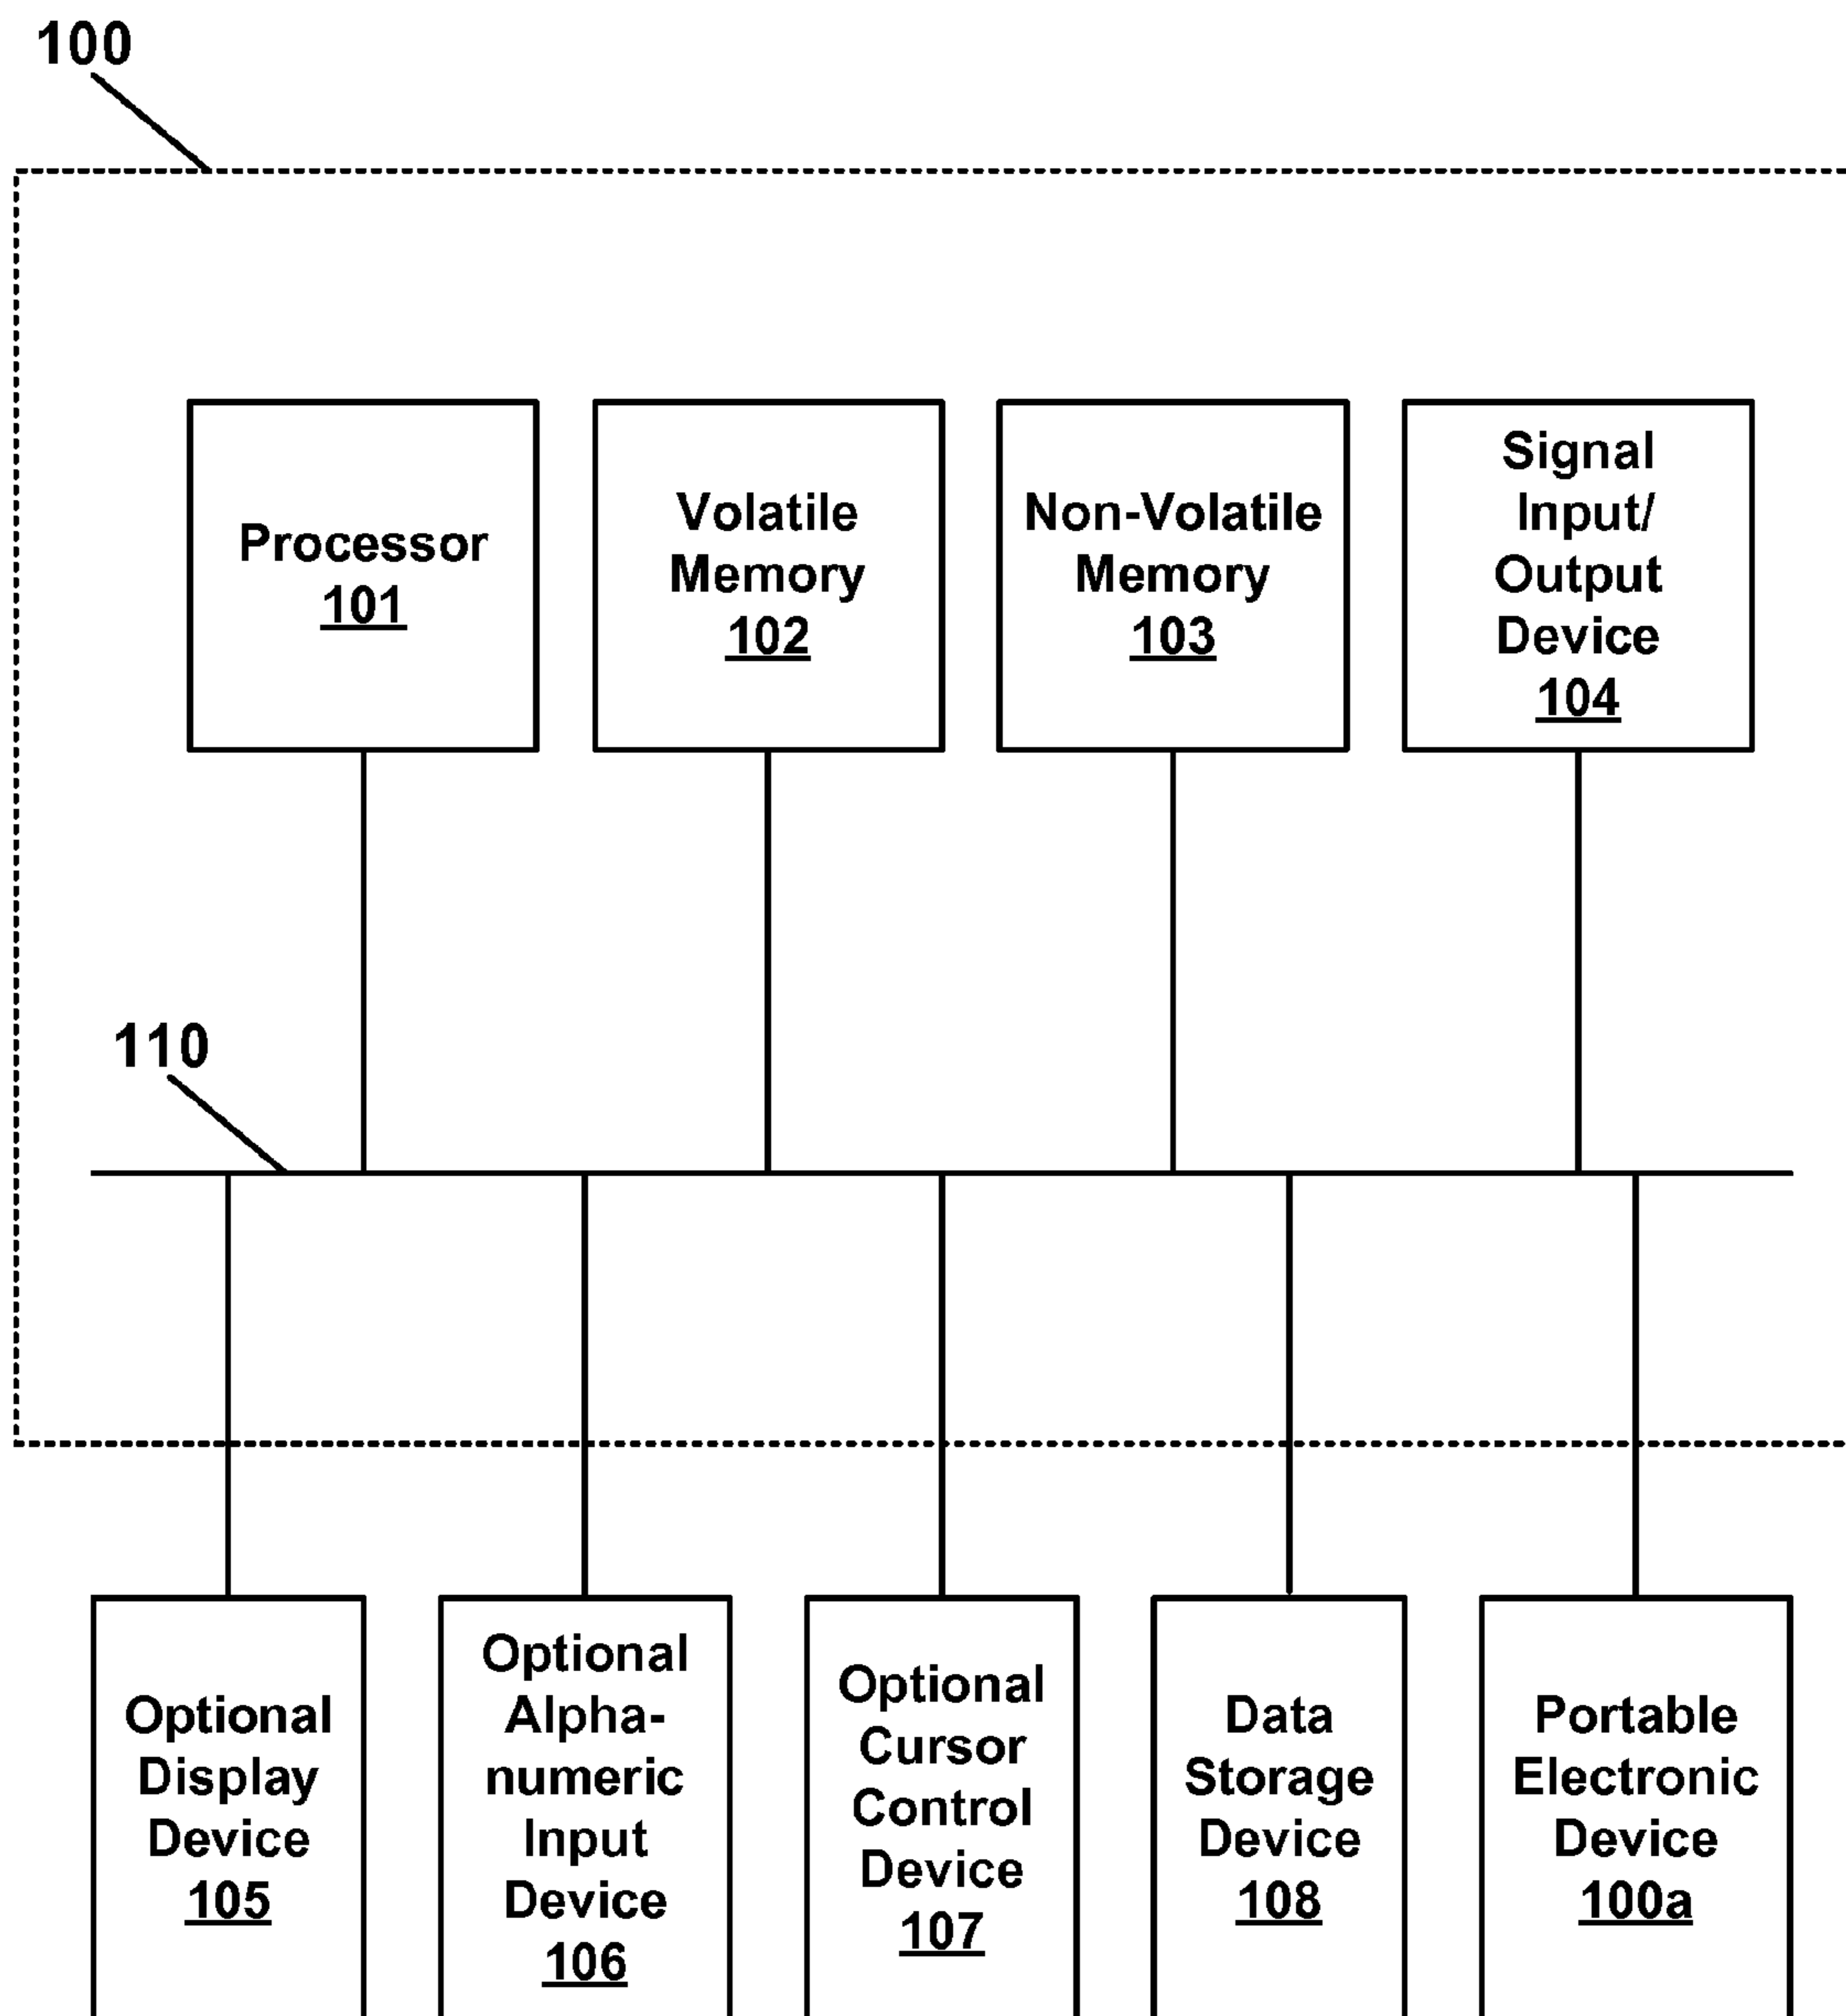 100
Processor
101
Volatile
Memory
102
Non-Volatile
Memory
103
Signal
Input/
Output
Device
104
110
Optional
Display
Device
105
Optional
Alpha-
numeric
Input
Device
106
Optional
Cursor
Control
Device
107
Data
Storage
Device
108
Portable
Electronic
Device
100a